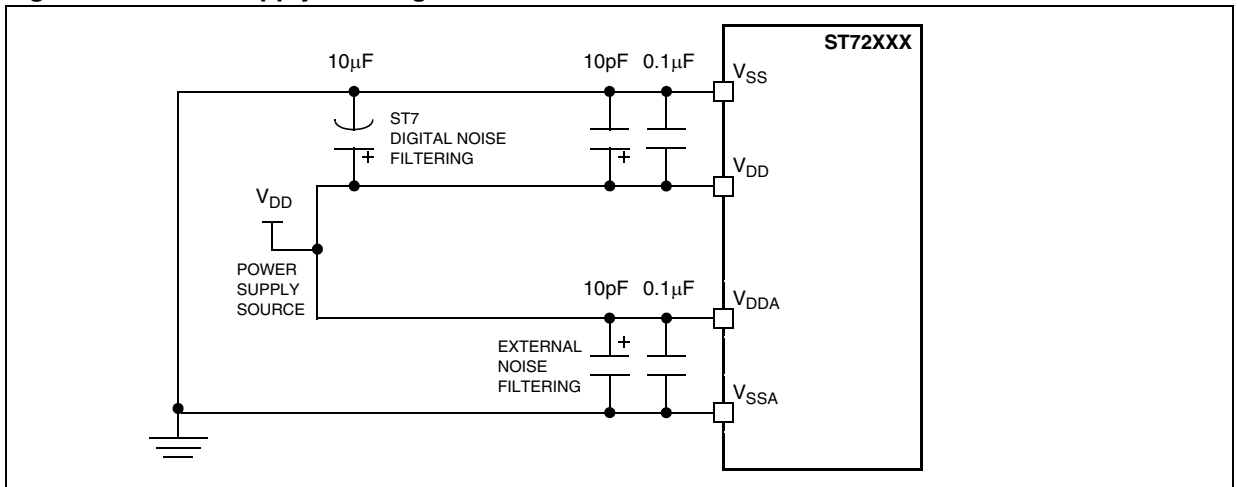 ST72XXX
10μF
10pF 0.1μF
VSS
ST7
DIGITAL NOISE
FILTERING
+
+
VDD
VDD
POWER
SUPPLY
SOURCE
10pF 0.1μF
VDDA
+
EXTERNAL
NOISE
FILTERING
VSSA